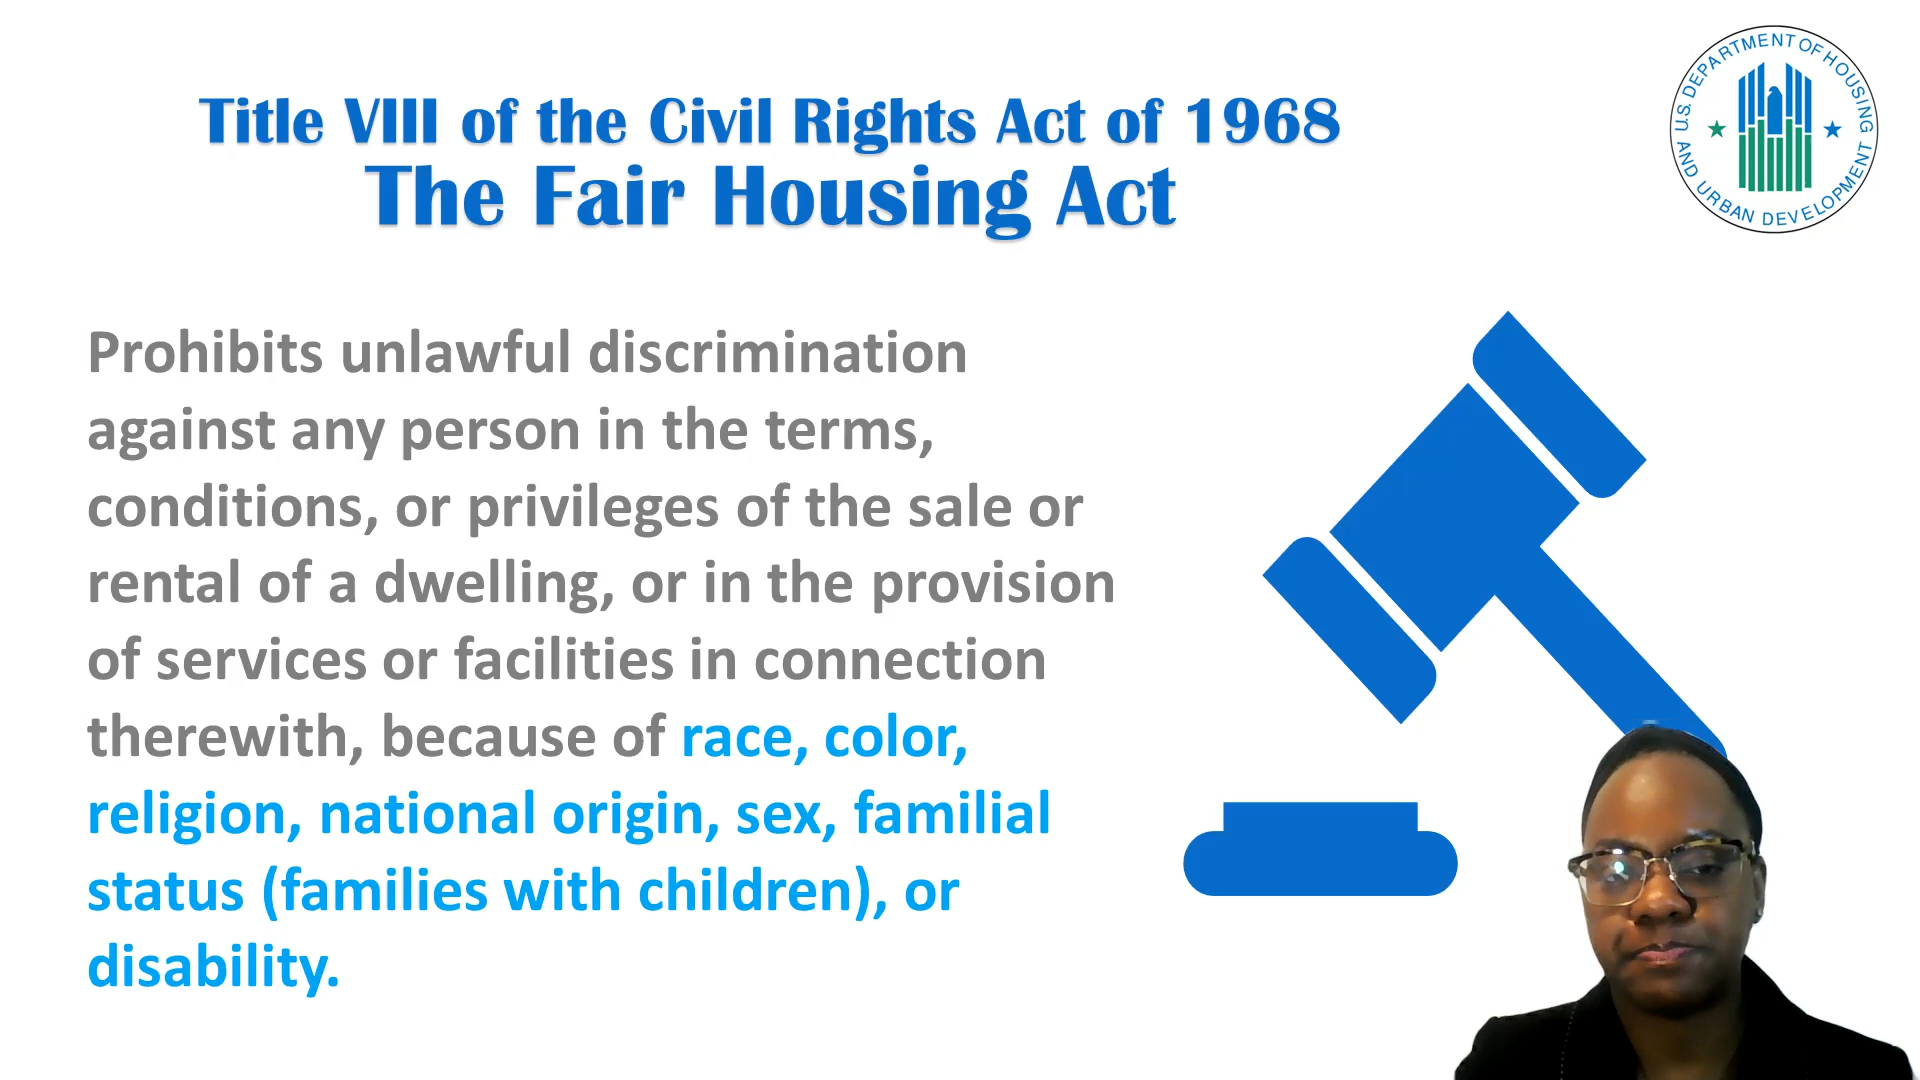 Title VIII of the Civil Rights Act of 1968
The Fair Housing Act
U.S. DEPARTMENT OF HOUSING
AND URBAN DEVELOPMENT
Prohibits unlawful discrimination
against any person in the terms,
conditions, or privileges of the sale or
rental of a dwelling, or in the provision
of services or facilities in connection
therewith, because of race, color,
religion, national origin, sex, familial
status (families with children), or
disability.